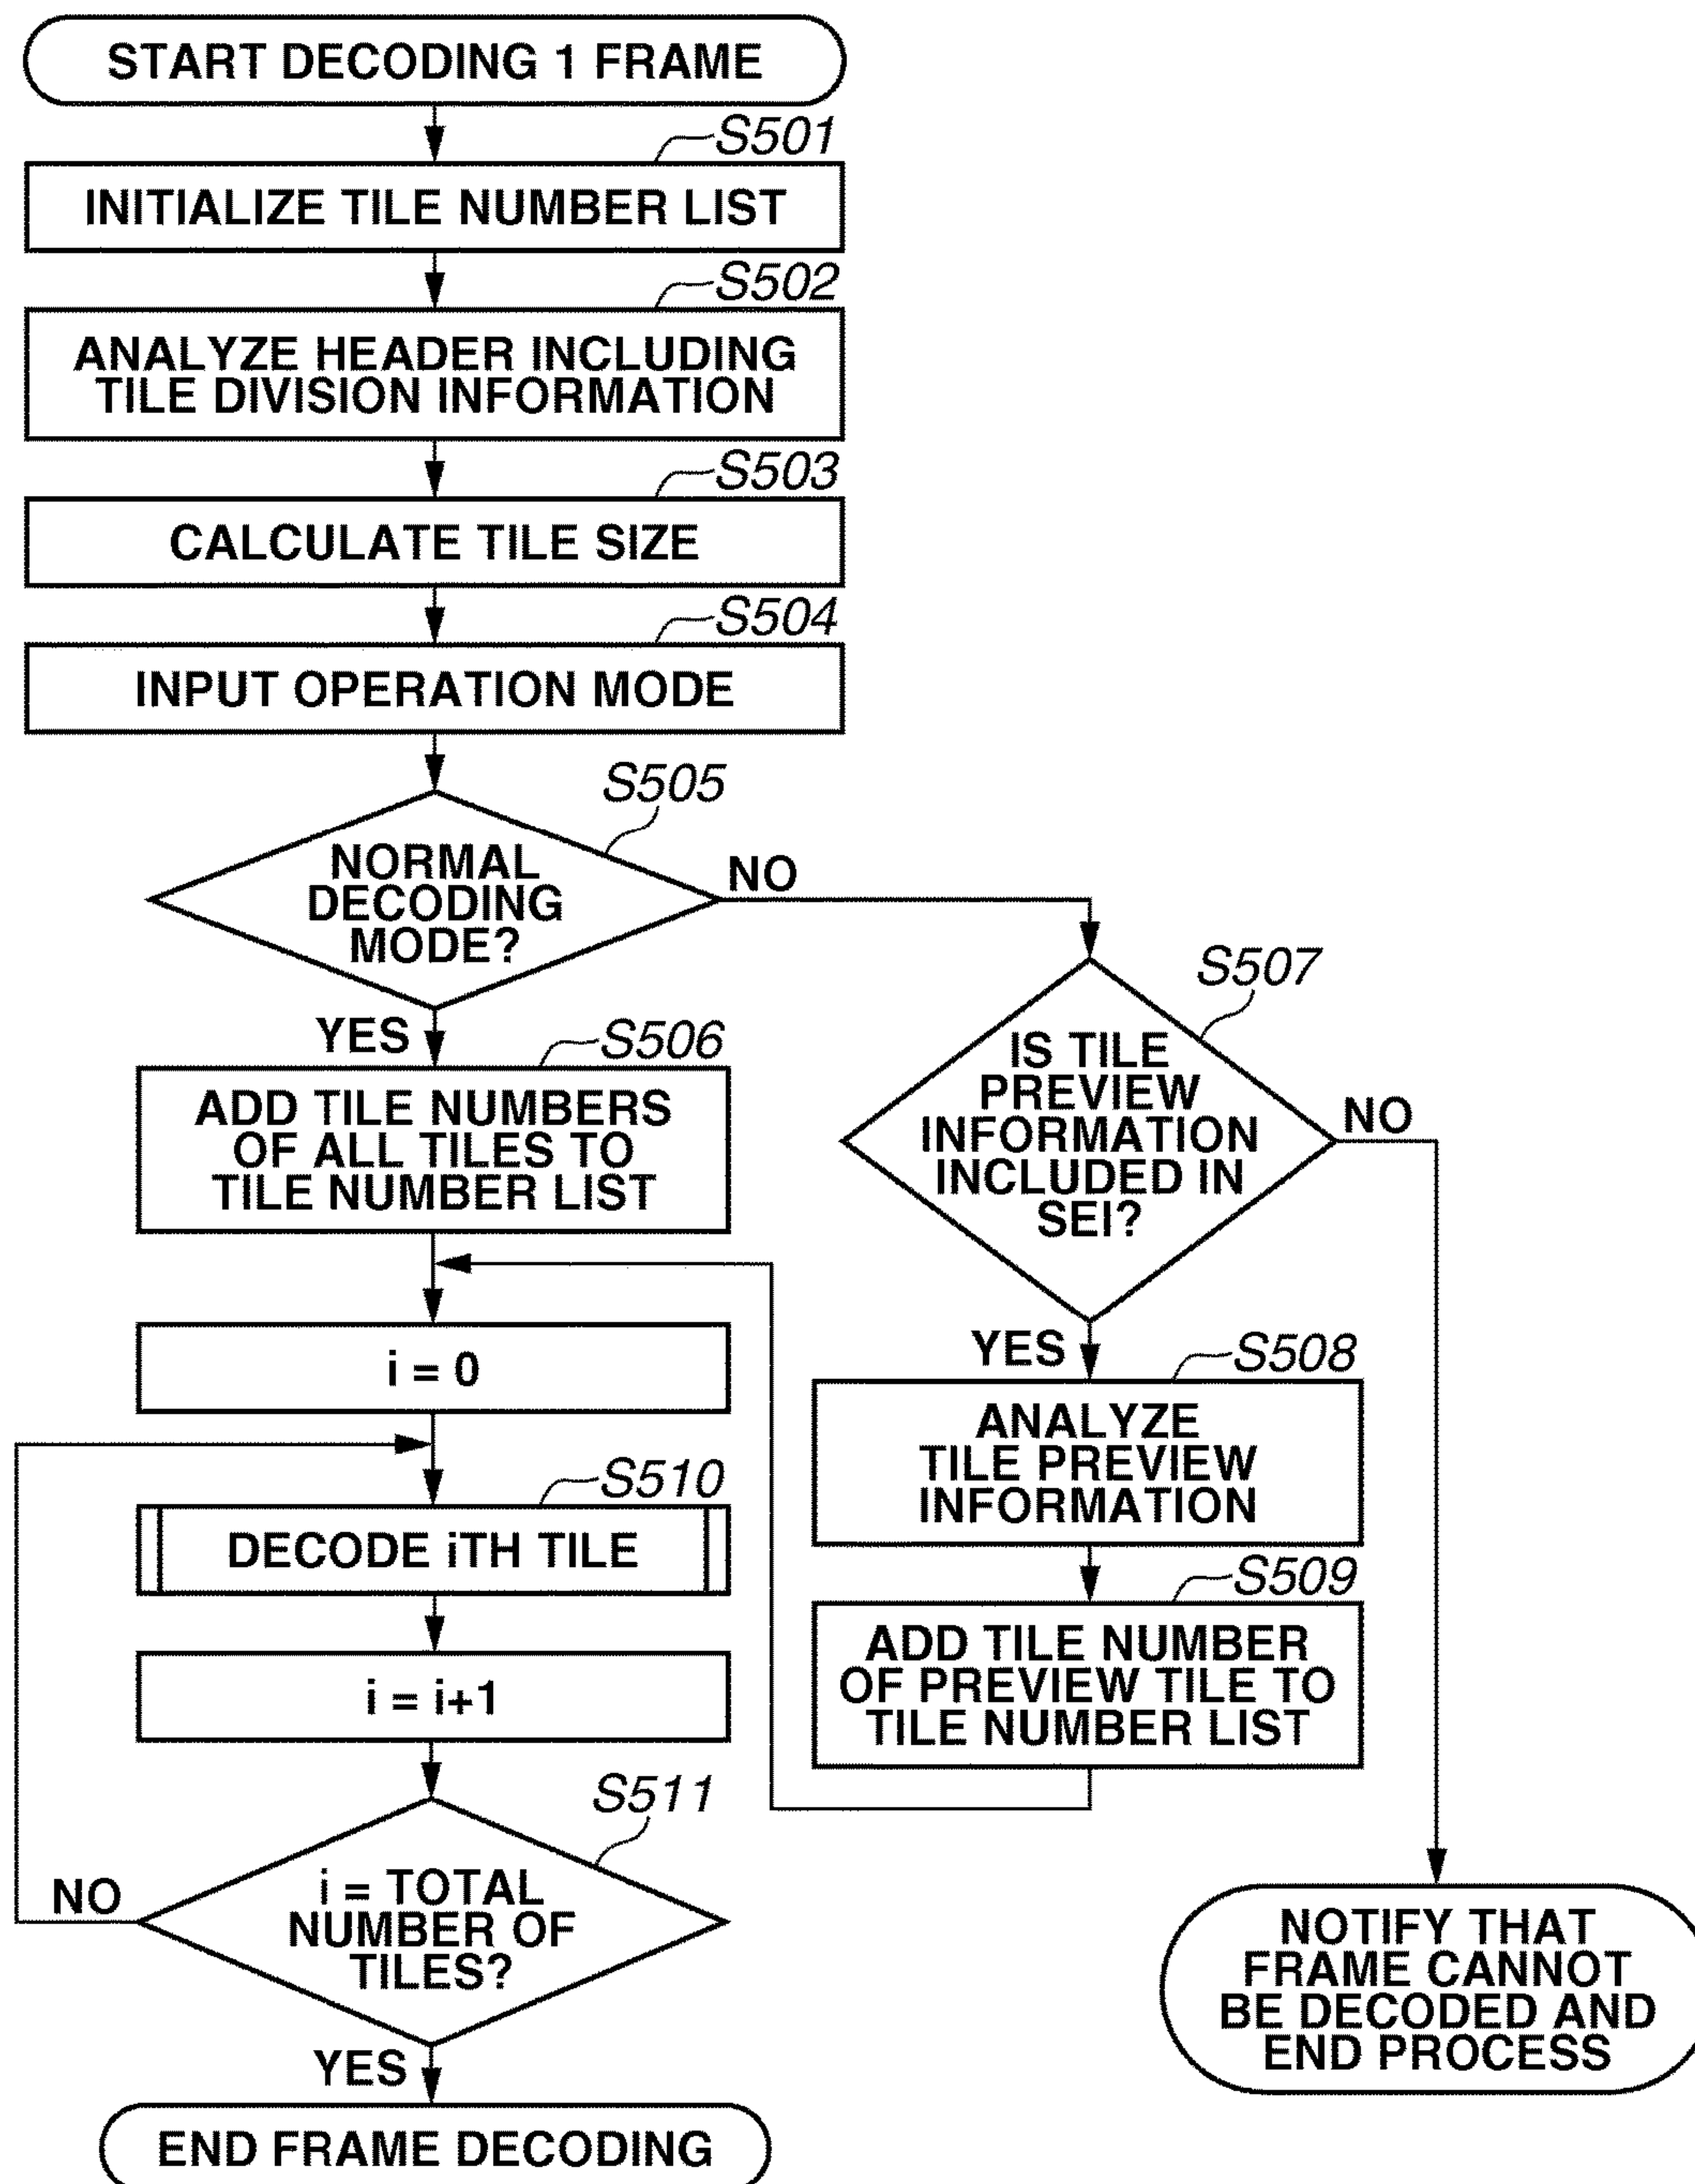 START DECODING 1 FRAME
S501
INITIALIZE TILE NUMBER LIST
S502
ANALYZE HEADER INCLUDING
TILE DIVISION INFORMATION
S503
CALCULATE TILE SIZE
S504
INPUT OPERATION MODE
S505
NORMAL
DECODING
MODE?
NO
YES
S506
ADD TILE NUMBERS
OF ALL TILES TO
TILE NUMBER LIST
S507
IS TILE
PREVIEW
INFORMATION
INCLUDED IN
SEI?
NO
YES
S508
ANALYZE
TILE PREVIEW
INFORMATION
S509
ADD TILE NUMBER
OF PREVIEW TILE TO
TILE NUMBER LIST
i = 0
S510
DECODE iTH TILE
i = i+1
S511
i = TOTAL
NUMBER OF
TILES?
NO
YES
END FRAME DECODING
NOTIFY THAT
FRAME CANNOT
BE DECODED AND
END PROCESS